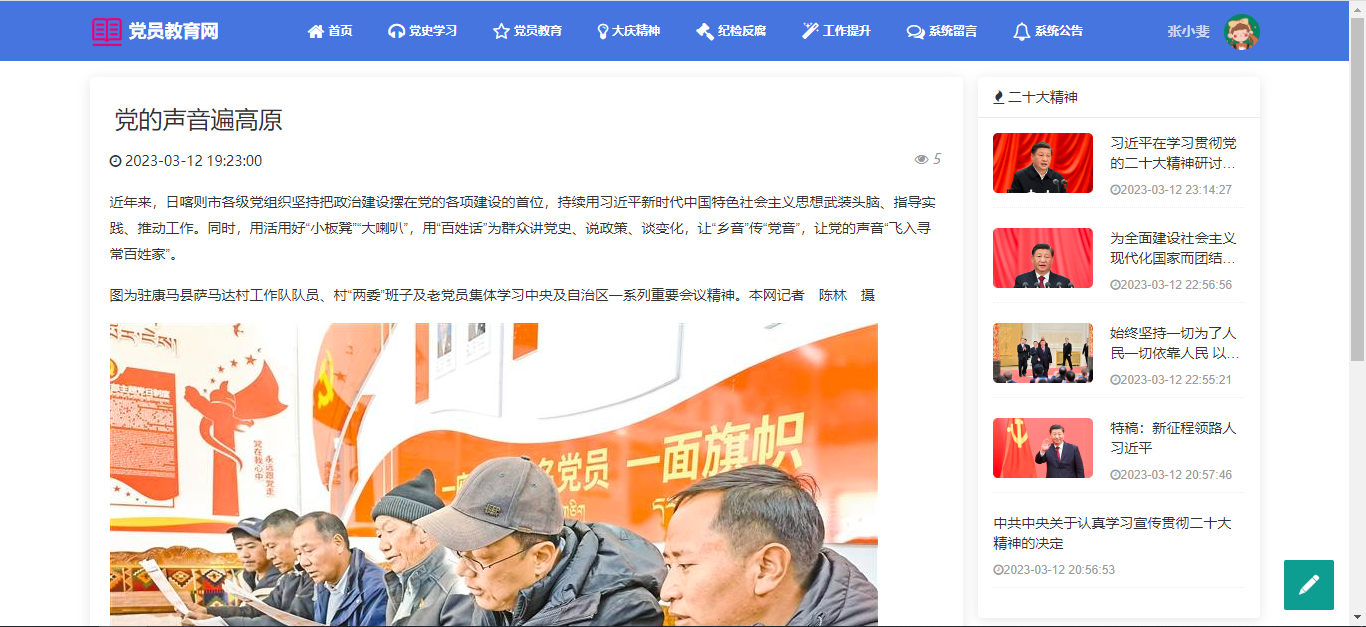 党员教育网
首页
党史学习
党员教育
大庆精神
纪检反腐
工作提升
系统留言
系统公告
张小斐
党的声音遍高原
2023-03-12 19:23:00
5
近年来，日喀则市各级党组织坚持把政治建设摆在党的各项建设的首位，持续用习近平新时代中国特色社会主义思想武装头脑、指导实
践、推动工作。同时，用活用好“小板凳”“大喇叭”，用“百姓话”为群众讲党史、说政策、谈变化，让“乡音”传“党音”，让党的声音“飞入寻
常百姓家”。
图为驻康马县萨马达村工作队队员、村“两委”班子及老党员集体学习中央及自治区一系列重要会议精神。本网记者　陈林　摄
党在我心中
永远跟党走
党员
一面旗帜
二十大精神
习近平在学习贯彻党
的二十大精神研讨...
2023-03-12 23:14:27
为全面建设社会主义
现代化国家而团结...
2023-03-12 22:56:56
始终坚持一切为了人
民一切依靠人民 以...
2023-03-12 22:55:21
特稿：新征程领路人
习近平
2023-03-12 20:57:46
中共中央关于认真学习宣传贯彻二十大
精神的决定
2023-03-12 20:56:53